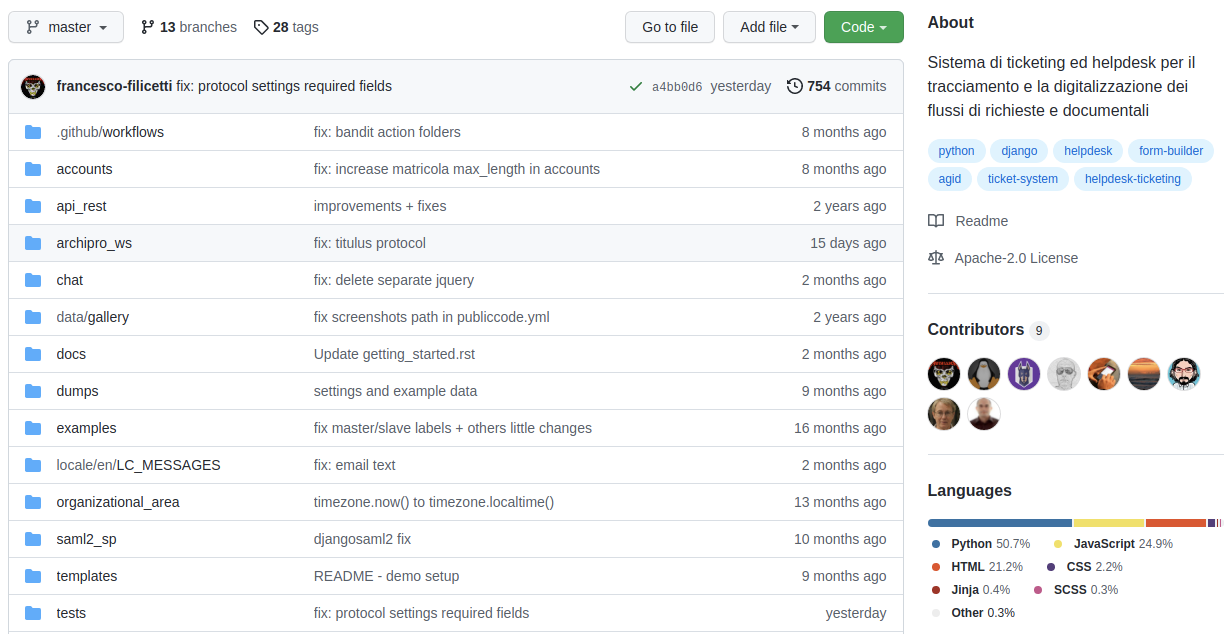 master 13 branches 28 tags Go to file Add file Code
francesco-filicetti fix: protocol settings required fields a4bb0d6 yesterday 754 commits
.github/workflows fix: bandit action folders 8 months ago
accounts fix: increase matricola max_length in accounts 8 months ago
api_rest improvements + fixes 2 years ago
archipro_ws fix: titulus protocol 15 days ago
chat fix: delete separate jquery 2 months ago
data/gallery fix screenshots path in publiccode.yml 2 years ago
docs Update getting_started.rst 2 months ago
dumps settings and example data 9 months ago
examples fix master/slave labels + others little changes 16 months ago
locale/en/LC_MESSAGES fix: email text 2 months ago
organizational_area timezone.now() to timezone.localtime() 13 months ago
saml2_sp djangosaml2 fix 10 months ago
templates README - demo setup 9 months ago
tests fix: protocol settings required fields yesterday
About
Sistema di ticketing ed helpdesk per il
tracciamento e la digitalizzazione dei
flussi di richieste e documentali
python django helpdesk form-builder
agid ticket-system helpdesk-ticketing
Readme
Apache-2.0 License
Contributors 9
Languages
Python 50.7% JavaScript 24.9%
HTML 21.2% CSS 2.2%
Jinja 0.4% SCSS 0.3%
Other 0.3%